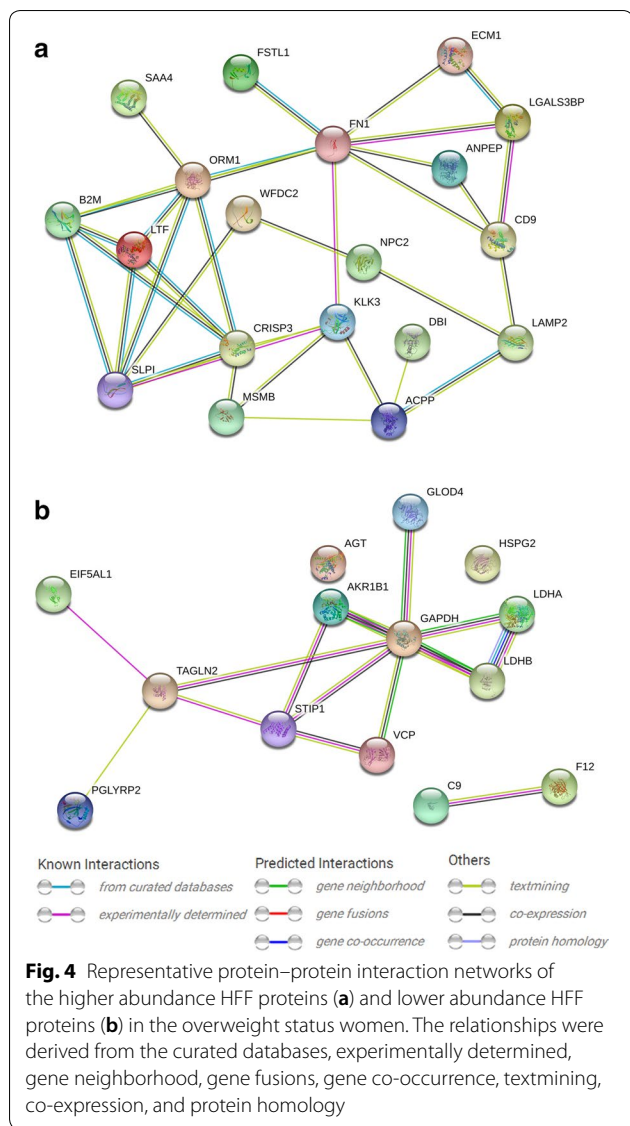 a
ECM1
FSTL1
SAA4
LGALS3BP
FN1
ANPEP
ORM1
B2M
WFDC2
CD9
LTF
NPC2
KLK3
DBI
LAMP2
CRISP3
SLPI
MSMB
ACPP
b
GLOD4
AGT
HSPG2
EIF5AL1
AKR1B1
GAPDH
LDHA
LDHB
TAGLN2
STIP1
VCP
PGLYRP2
C9
F12
Known Interactions
from curated databases
experimentally determined
Predicted Interactions
gene neighborhood
gene fusions
gene co-occurrence
Others
textmining
co-expression
protein homology
Fig. 4 Representative protein–protein interaction networks of
the higher abundance HFF proteins (a) and lower abundance HFF
proteins (b) in the overweight status women. The relationships were
derived from the curated databases, experimentally determined,
gene neighborhood, gene fusions, gene co-occurrence, textmining,
co-expression, and protein homology